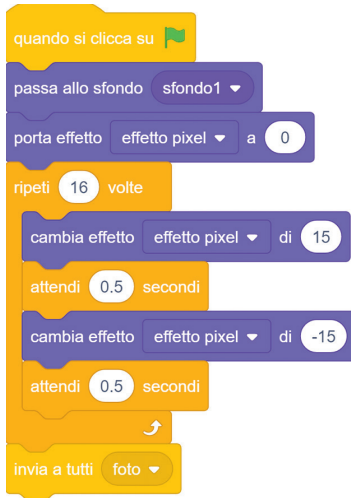 quando si clicca su
passa allo sfondo sfondo1
porta effetto effetto pixel a 0
ripeti 16 volte
cambia effetto effetto pixel di 15
attendi 0.5 secondi
cambia effetto effetto pixel di -15
attendi 0.5 secondi
invia a tutti foto